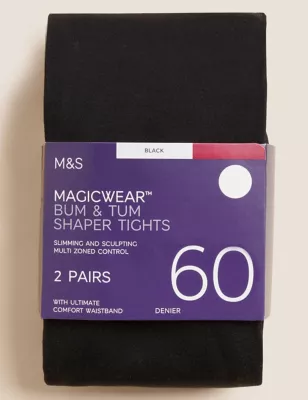 BLACK
M&S
MAGICWEAR™
BUM & TUM
SHAPER TIGHTS
SLIMMING AND SCULPTING
MULTI ZONED CONTROL
2 PAIRS
60
WITH ULTIMATE
COMFORT WAISTBAND
DENIER